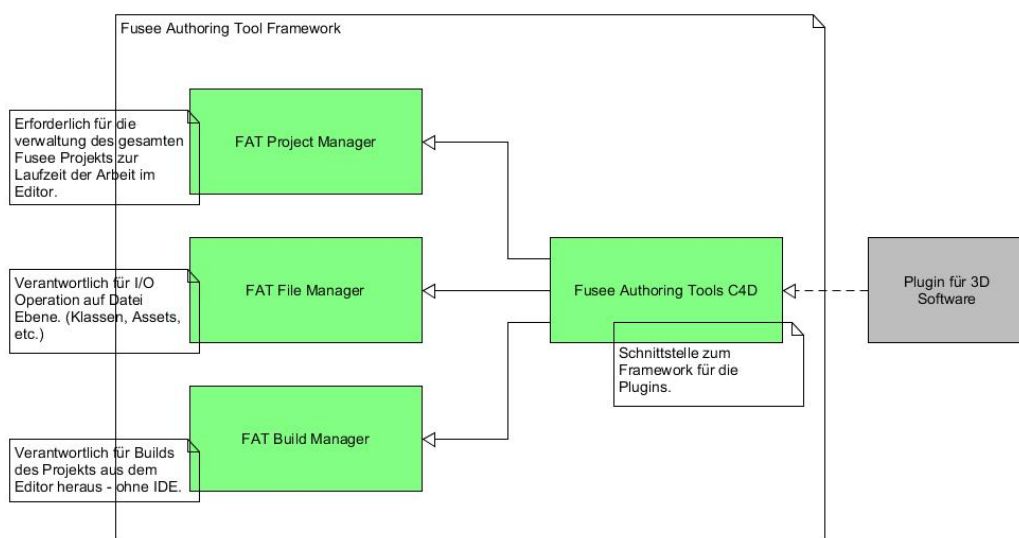 Fusee Authoring Tool Framework
Erforderlich für die
verwaltung des gesamten
Fusee Projekts zur
Laufzeit der Arbeit im
Editor.
FAT Project Manager
Verantwortlich für I/O
Operation auf Datei
Ebene. (Klassen, Assets,
etc.)
FAT File Manager
Fusee Authoring Tools C4D
Plugin für 3D
Software
Schnittstelle zum
Framework für die
Plugins.
Verantwortlich für Builds
des Projekts aus dem
Editor heraus - ohne IDE.
FAT Build Manager